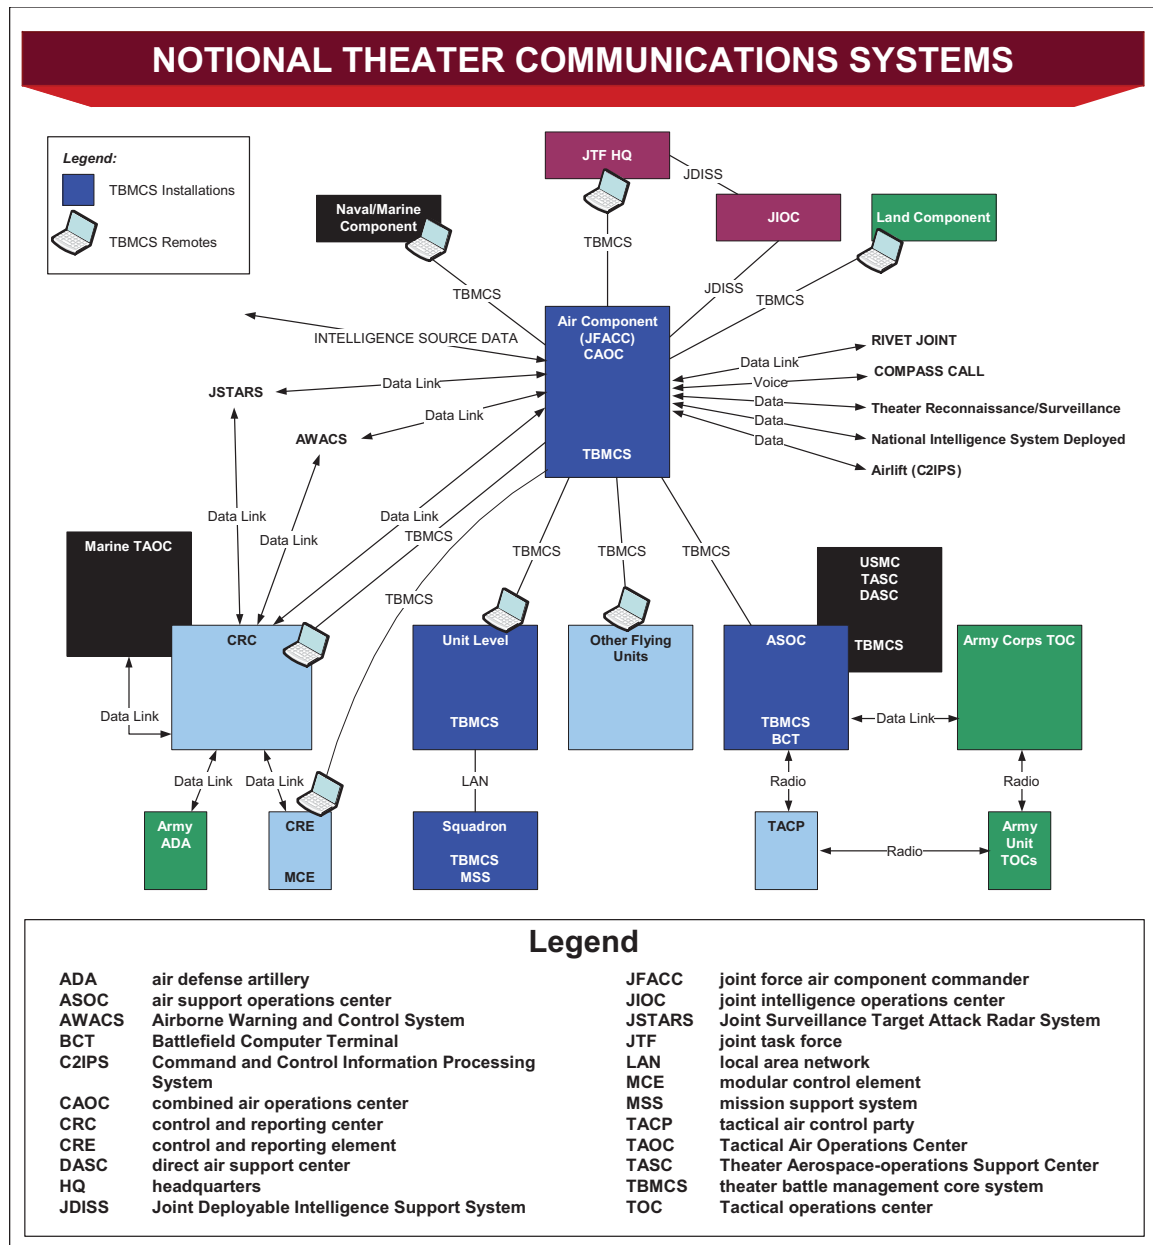 NOTIONAL THEATER COMMUNICATIONS SYSTEMS
Legend:
TBMCS Installations
TBMCS Remotes
JTF HQ
JDISS
Naval/Marine
Component
JIOC
Land Component
TBMCS
TBMCS
JDISS
TBMCS
Air Component
(JFACC)
CAOC
TBMCS
INTELLIGENCE SOURCE DATA
RIVET JOINT
Data Link
COMPASS CALL
Voice
Data
Theater Reconnaissance/Surveillance
Data
National Intelligence System Deployed
Data
Airlift (C2IPS)
JSTARS
Data Link
AWACS
Data Link
Data Link
Data Link
Data Link
TBMCS
TBMCS
TBMCS
TBMCS
TBMCS
Marine TAOC
USMC
TASC
DASC
TBMCS
CRC
Unit Level
TBMCS
Other Flying
Units
ASOC
TBMCS
BCT
Army Corps TOC
Data Link
Data Link
Data Link
Data Link
LAN
Radio
Radio
Army
ADA
CRE
MCE
Squadron
TBMCS
MSS
TACP
Radio
Army
Unit
TOCs
Legend
ADA air defense artillery
ASOC air support operations center
AWACS Airborne Warning and Control System
BCT Battlefield Computer Terminal
C2IPS Command and Control Information Processing
System
CAOC combined air operations center
CRC control and reporting center
CRE control and reporting element
DASC direct air support center
HQ headquarters
JDISS Joint Deployable Intelligence Support System
JFACC joint force air component commander
JIOC joint intelligence operations center
JSTARS Joint Surveillance Target Attack Radar System
JTF joint task force
LAN local area network
MCE modular control element
MSS mission support system
TACP tactical air control party
TAOC Tactical Air Operations Center
TASC Theater Aerospace-operations Support Center
TBMCS theater battle management core system
TOC Tactical operations center